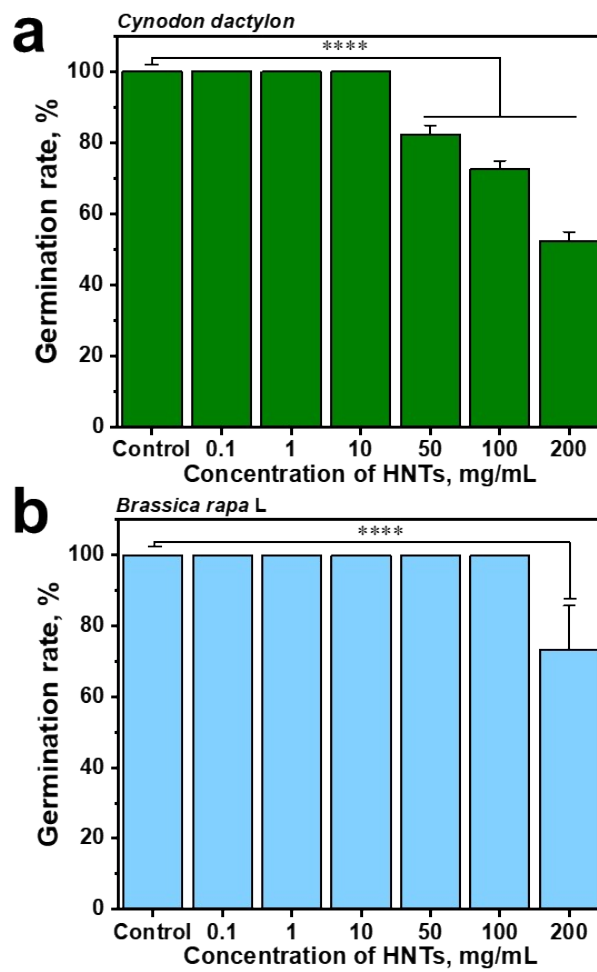 a
Cynodon dactylon
****
100
80
60
40
20
0
Germination rate, %
Control 0.1 1 10 50 100 200
Concentration of HNTs, mg/mL
b
Brassica rapa L
****
100
80
60
40
20
0
Germination rate, %
Control 0.1 1 10 50 100 200
Concentration of HNTs, mg/mL